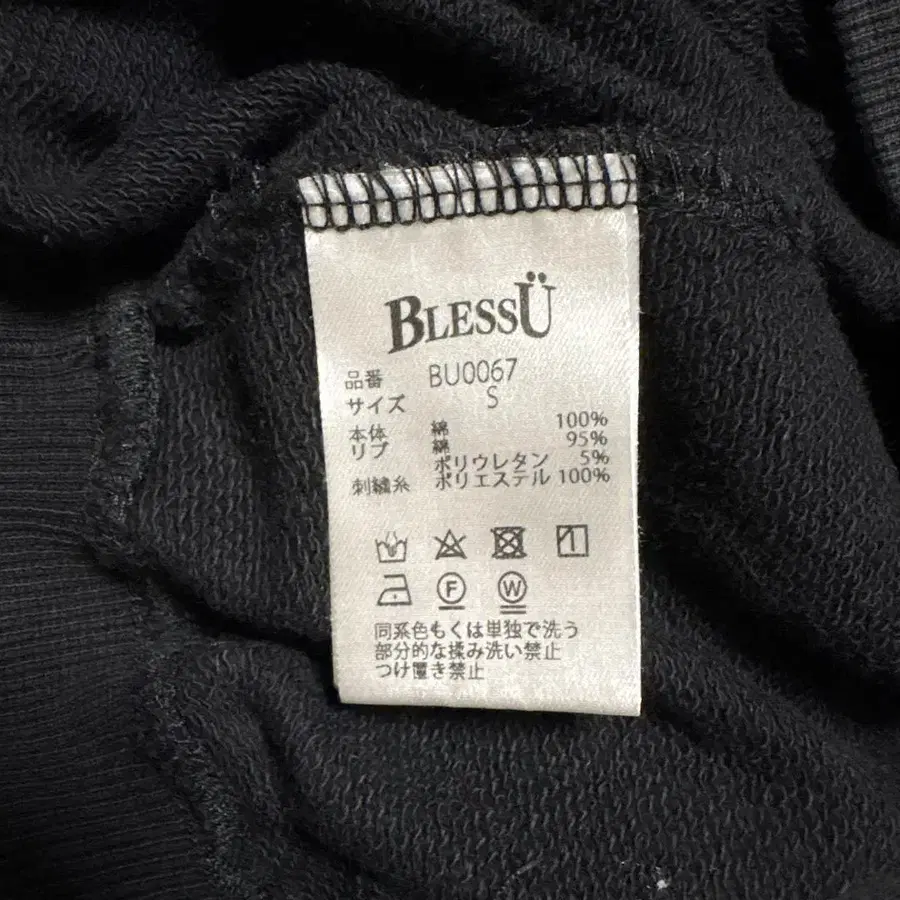 BLESSÜ
品番 BU0067
サイズ S
本体 綿 100%
リブ 綿 95%
ポリウレタン 5%
刺繍糸 ポリエステル 100%
1
F W
同系色もくは単独で洗う
部分的な揉み洗い禁止
つけ置き禁止